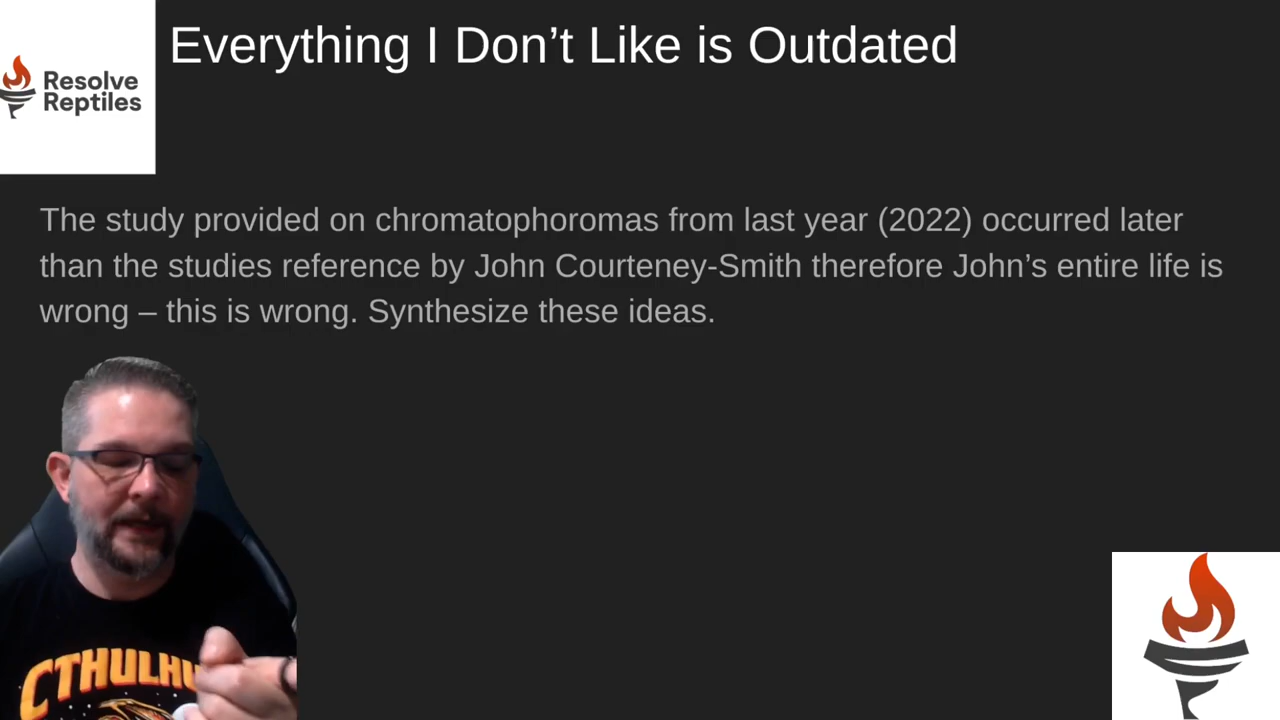 Everything I Don’t Like is Outdated
Resolve
Reptiles
The study provided on chromatophoromas from last year (2022) occurred later
than the studies reference by John Courteney-Smith therefore John’s entire life is
wrong – this is wrong. Synthesize these ideas.
CTHULHU